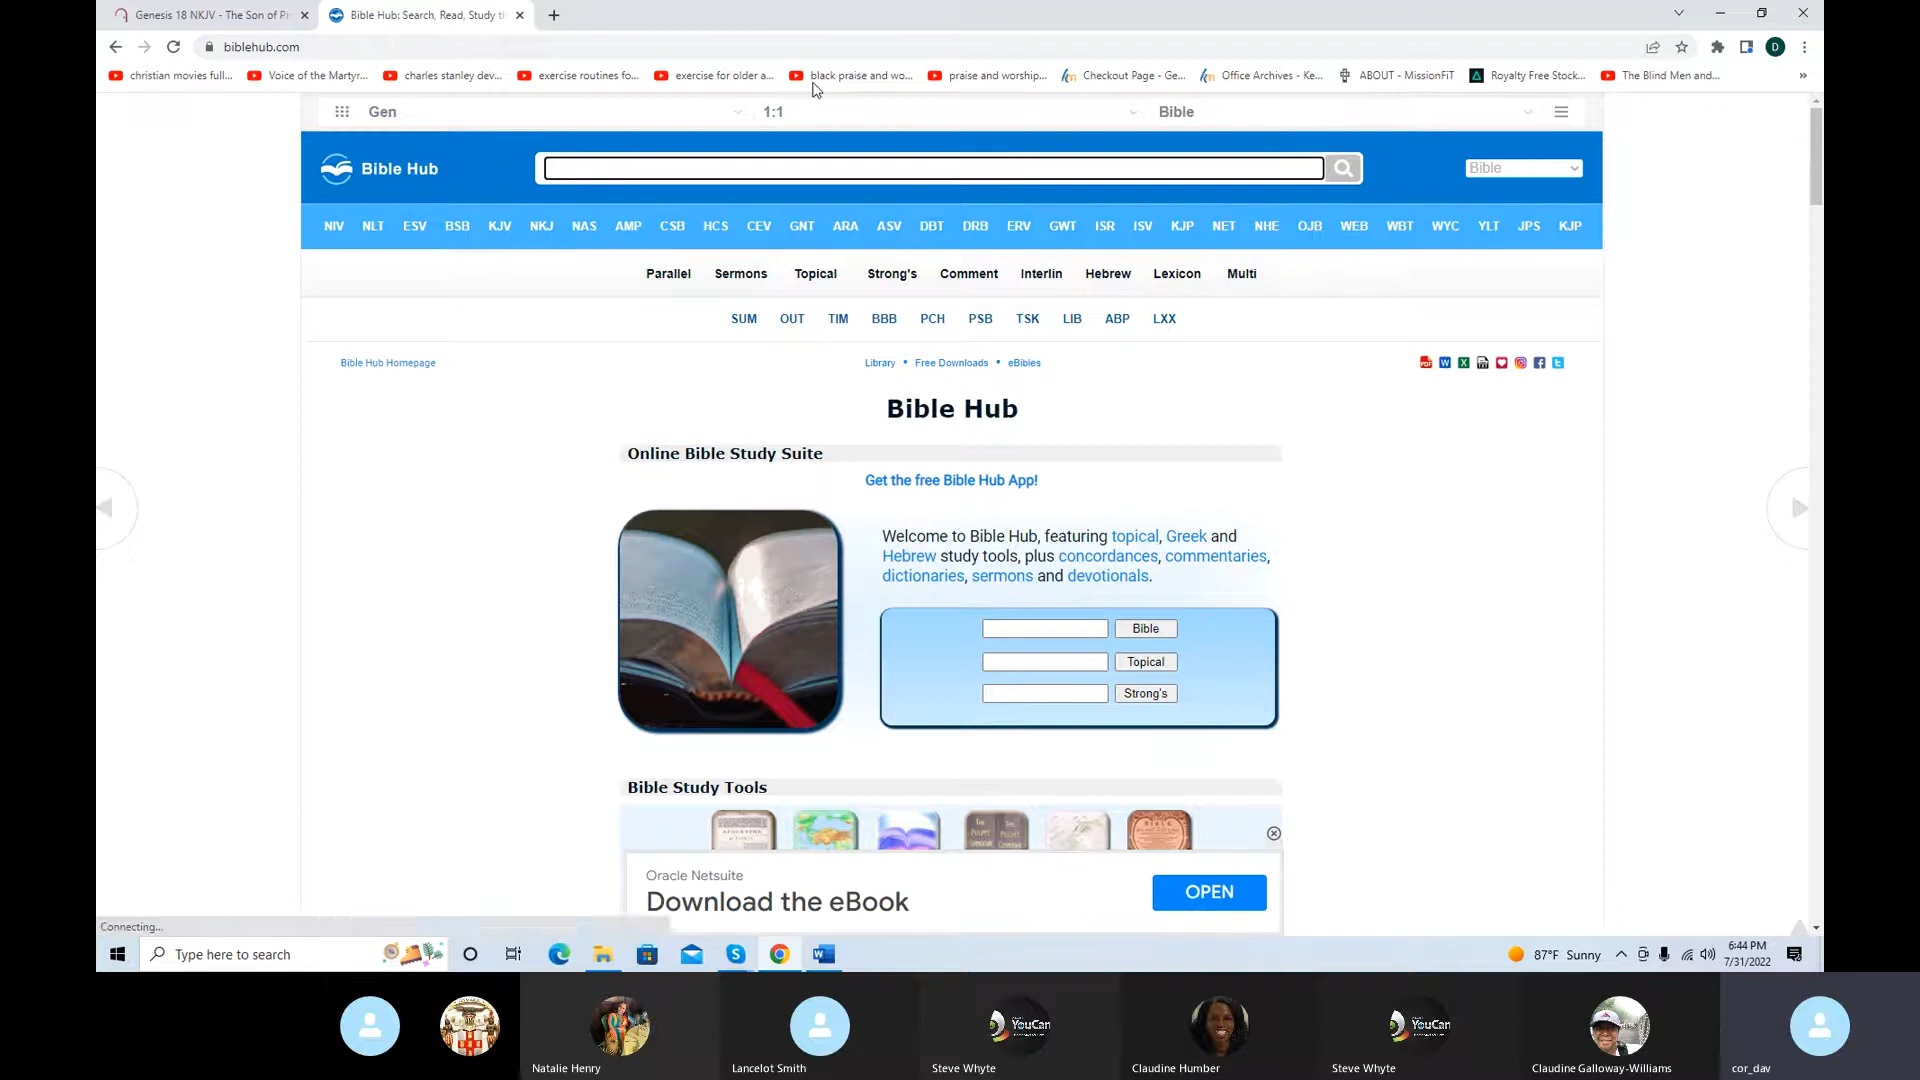 Genesis 18 NKJV - The Son of Pr
Bible Hub: Search, Read, Study th
biblehub.com
D
christian movies full...
Voice of the Martyr...
charles stanley dev...
exercise routines fo...
exercise for older a...
black praise and wo...
praise and worship...
Checkout Page - Ge...
Office Archives - Ke...
ABOUT - MissionFiT
Royalty Free Stock...
The Blind Men and...
Gen
1:1
Bible
Bible Hub
Bible
NIV NLT ESV BSB KJV NKJ NAS AMP CSB HCS CEV GNT ARA ASV DBT DRB ERV GWT ISR ISV KJP NET NHE OJB WEB WBT WYC YLT JPS KJP
Parallel Sermons Topical Strong's Comment Interlin Hebrew Lexicon Multi
SUM OUT TIM BBB PCH PSB TSK LIB ABP LXX
Bible Hub Homepage
Library • Free Downloads • eBibles
Bible Hub
Online Bible Study Suite
Get the free Bible Hub App!
Welcome to Bible Hub, featuring topical, Greek and
Hebrew study tools, plus concordances, commentaries,
dictionaries, sermons and devotionals.
Bible
Topical
Strong's
Bible Study Tools
Oracle Netsuite
Download the eBook
OPEN
Connecting...
Type here to search
87°F Sunny
6:44 PM
7/31/2022
YouCan
YouCan
Natalie Henry
Lancelot Smith
Steve Whyte
Claudine Humber
Steve Whyte
Claudine Galloway-Williams
cor_dav